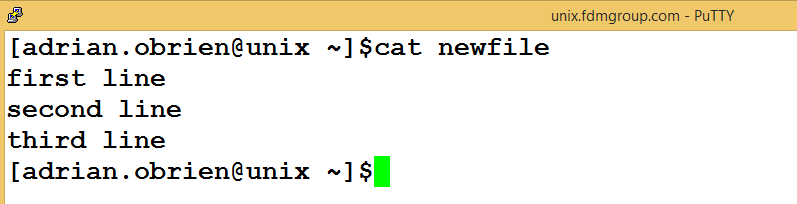 unix.fdmgroup.com - PuTTY
[adrian.obrien@unix ~]$cat newfile
first line
second line
third line
[adrian.obrien@unix ~]$